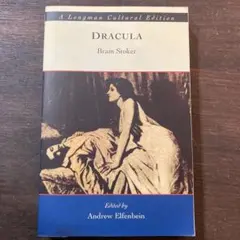 A Longman Cultural Edition
DRACULA
Bram Stoker
Edited by
Andrew Elfenbein